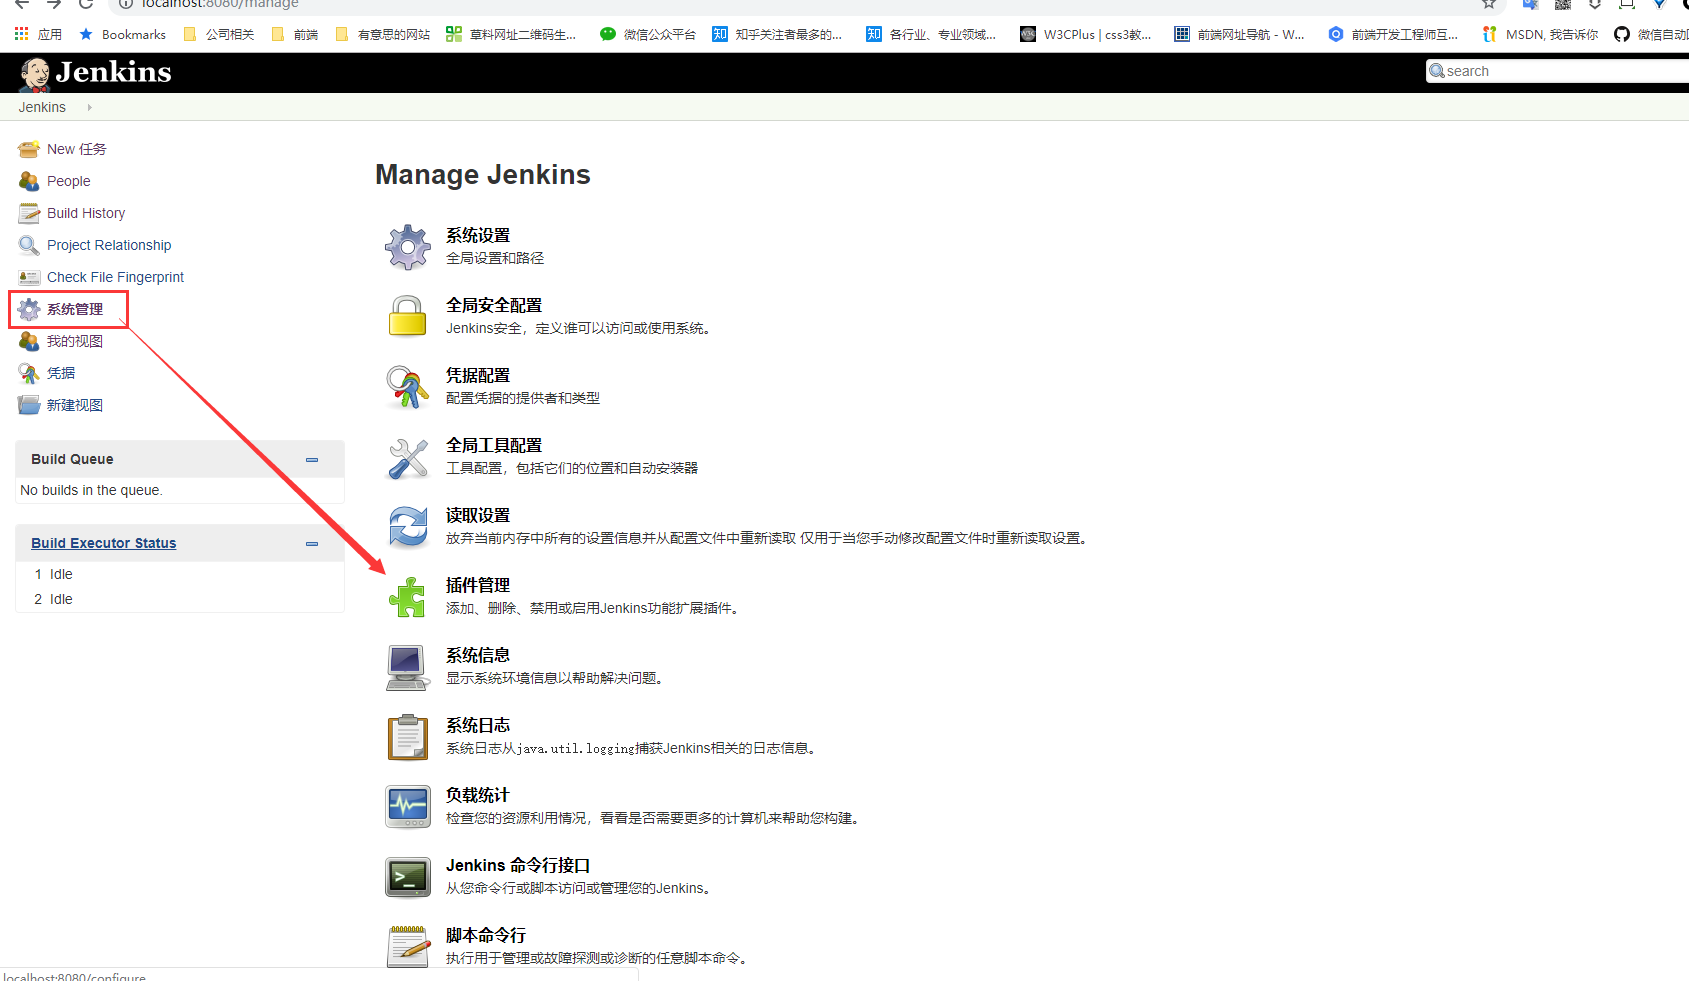 localhost:8080/manage
应用
Bookmarks
公司相关
前端
有意思的网站
草料网址二维码生...
微信公众平台
知乎关注者最多的...
各行业、专业领域...
W3CPlus | css3教...
前端网址导航 - W...
前端开发工程师互...
MSDN, 我告诉你
微信自动
Jenkins
search
Jenkins
New 任务
People
Build History
Project Relationship
Check File Fingerprint
系统管理
我的视图
凭据
新建视图
Build Queue
No builds in the queue.
Build Executor Status
1 Idle
2 Idle
Manage Jenkins
系统设置
全局设置和路径
全局安全配置
Jenkins安全，定义谁可以访问或使用系统。
凭据配置
配置凭据的提供者和类型
全局工具配置
工具配置，包括它们的位置和自动安装器
读取设置
放弃当前内存中所有的设置信息并从配置文件中重新读取 仅用于当您手动修改配置文件时重新读取设置。
插件管理
添加、删除、禁用或启用Jenkins功能扩展插件。
系统信息
显示系统环境信息以帮助解决问题。
系统日志
系统日志从java.util.logging捕获Jenkins相关的日志信息。
负载统计
检查您的资源利用情况，看看是否需要更多的计算机来帮助您构建。
Jenkins 命令行接口
从您命令行或脚本访问或管理您的Jenkins。
脚本命令行
执行用于管理或故障探测或诊断的任意脚本命令。
localhost:8080/configure